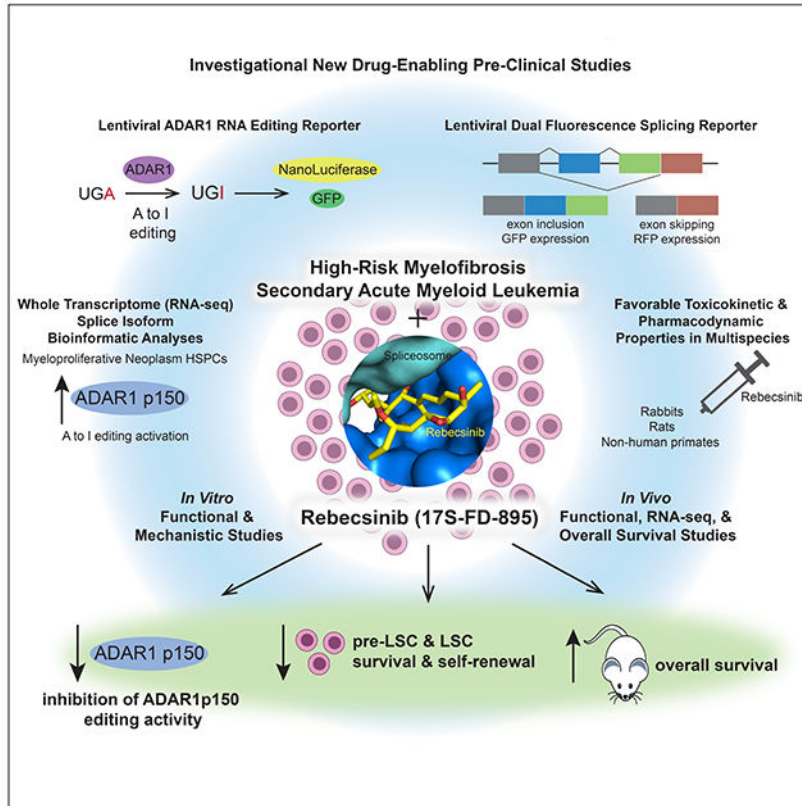 Investigational New Drug-Enabling Pre-Clinical Studies
Lentiviral ADAR1 RNA Editing Reporter
ADAR1
UGA
UGI
A to I
editing
NanoLuciferase
GFP
Lentiviral Dual Fluorescence Splicing Reporter
exon inclusion
GFP expression
exon skipping
RFP expression
High-Risk Myelofibrosis
Secondary Acute Myeloid Leukemia
+
Whole Transcriptome (RNA-seq)
Splice Isoform
Bioinformatic Analyses
Myeloproliferative Neoplasm HSPCs
ADAR1 p150
A to I editing activation
Spliceosome
Rebecsinib
Favorable Toxicokinetic &
Pharmacodynamic
Properties in Multispecies
Rebecsinib
Rabbits
Rats
Non-human primates
In Vitro
Functional &
Mechanistic Studies
Rebecsinib (17S-FD-895)
In Vivo
Functional, RNA-seq, &
Overall Survival Studies
ADAR1 p150
inhibition of ADAR1p150
editing activity
pre-LSC & LSC
survival & self-renewal
overall survival